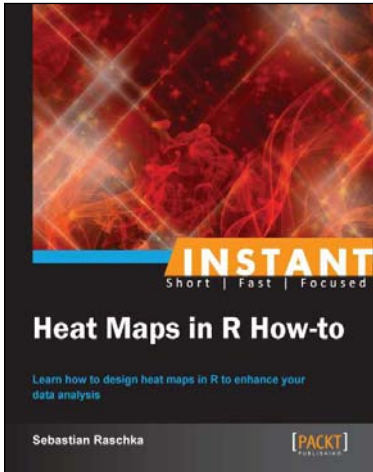 INSTANT
Short | Fast | Focused
Heat Maps in R How-to
Learn how to design heat maps in R to enhance your
data analysis
Sebastian Raschka
[PACKT]
PUBLISHING